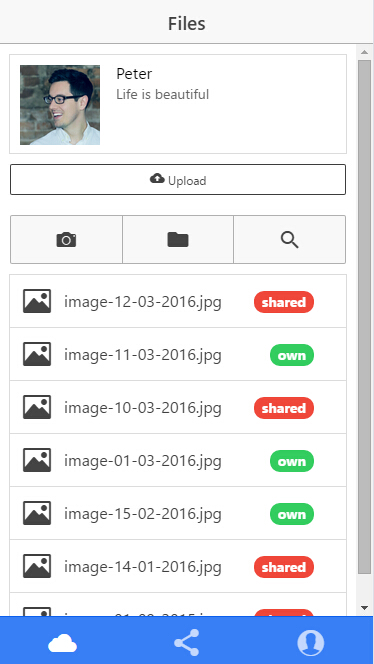 Files
Peter
Life is beautiful
Upload
image-12-03-2016.jpg shared
image-11-03-2016.jpg own
image-10-03-2016.jpg shared
image-01-03-2016.jpg own
image-15-02-2016.jpg own
image-14-01-2016.jpg shared